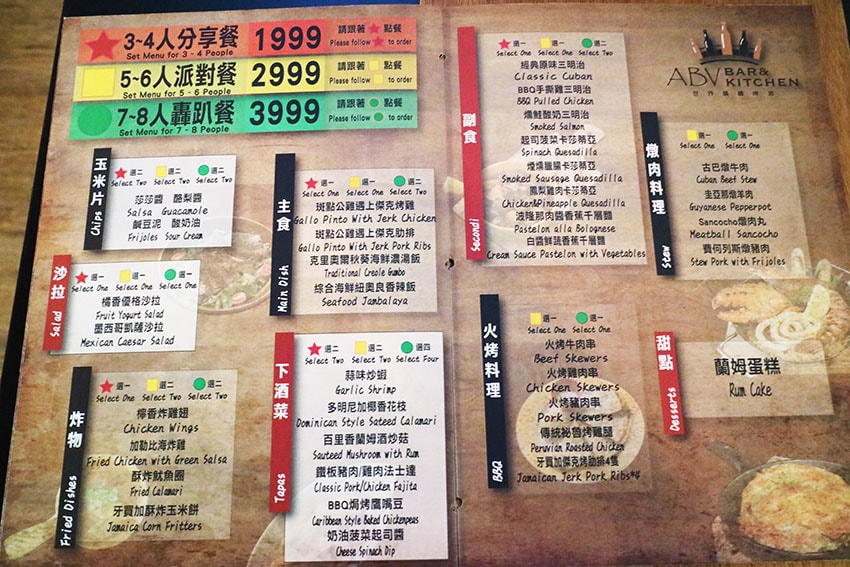 ★ 3~4人分享餐 1999 請跟著 ★ 點餐
Set Menu for 3 - 4 People Please follow ★ to order
5~6人派對餐 2999 請跟著 點餐
Set Menu for 5 - 6 People Please follow to order
7~8人轟趴餐 3999 請跟著 點餐
Set Menu for 7 - 8 People Please follow to order
玉米片 Chips
★選二 選二 選二
Select Two Select Two Select Two
莎莎醬 酪梨醬
Salsa Guacamole
鹹豆泥 酸奶油
Frijoles Sour Cream
沙拉 Salad
★選一 選一 選一
Select One Select One Select One
橘香優格沙拉
Fruit Yogurt Salad
墨西哥凱薩沙拉
Mexican Caesar Salad
炸物 Fried Dishes
★選一 選二 選二
Select One Select Two Select Two
檸香炸雞翅
Chicken Wings
加勒比海炸雞
Fried Chicken with Green Salsa
酥炸魷魚圈
Fried Calamari
牙買加酥炸玉米餅
Jamaica Corn Fritters
主食 Main Dish
★選一 選一 選二
Select One Select One Select Two
斑點公雞遇上傑克烤雞
Gallo Pinto With Jerk Chicken
斑點公雞遇上傑克肋排
Gallo Pinto With Jerk Pork Ribs
克里奧爾秋葵海鮮濃湯飯
Traditional Creole Gumbo
綜合海鮮紐奧良香辣飯
Seafood Jambalaya
下酒菜 Tapas
★選二 選二 選四
Select Two Select Two Select Four
蒜味炒蝦
Garlic Shrimp
多明尼加椰香花枝
Dominican Style Sateed Calamari
百里香蘭姆酒炒菇
Sauteed Mushroom with Rum
鐵板豬肉/雞肉法士達
Classic Pork/Chicken Fajita
BBQ焗烤鷹嘴豆
Caribbean Style Baked Chickpeas
奶油菠菜起司醬
Cheese Spinach Dip
副食 Secondi
★選一 選一 選一
Select One Select One Select One
經典原味三明治
Classic Cuban
BBQ手撕雞三明治
BBQ Pulled Chicken
燻鮭酸奶三明治
Smoked Salmon
起司菠菜卡莎蒂亞
Spinach Quesadilla
煙燻臘腸卡莎蒂亞
Smoked Sausage Quesadilla
鳳梨雞肉卡莎蒂亞
Chicken&Pineapple Quesadilla
波隆那肉醬香蕉千層麵
Pastelon alla Bolognese
白醬鮮蔬香蕉千層麵
Cream Sauce Pastelon with Vegetables
火烤料理 BBQ
選一 選一
Select One Select One
火烤牛肉串
Beef Skewers
火烤雞肉串
Chicken Skewers
火烤豬肉串
Pork Skewers
傳統祕魯烤雞腿
Peruvian Roasted Chicken
牙買加傑克烤肋排4隻
Jamaican Jerk Pork Ribs*4
ABV BAR & KITCHEN
燉肉料理 Stew
選一 選一
Select One Select One
古巴燉牛肉
Cuban Beef Stew
圭亞那燉羊肉
Guyanese Pepperpot
Sancocho燉肉丸
Meatball Sancocho
費何列斯燉豬肉
Stew Pork with Frijoles
甜點 Desserts
蘭姆蛋糕
Rum Cake